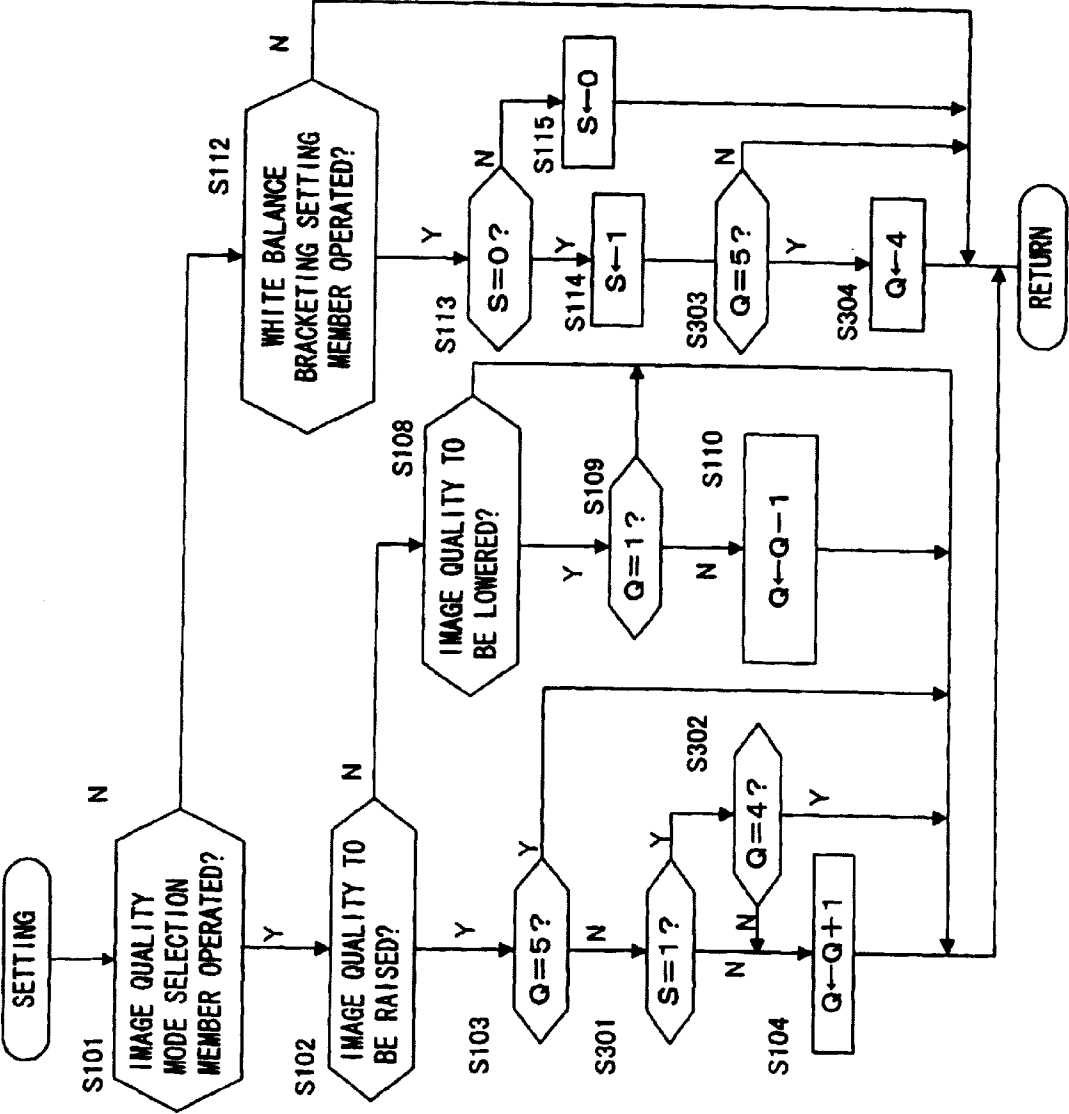 SETTING
S101
IMAGE QUALITY
MODE SELECTION
MEMBER OPERATED?
N
Y
S102
IMAGE QUALITY TO
BE RAISED?
N
Y
S103
Q=5?
Y
N
S301
S=1?
Y
N
S302
Q=4?
N
Y
S104
Q←Q+1
S108
IMAGE QUALITY TO
BE LOWERED?
Y
S109
Q=1?
N
S110
Q←Q−1
S112
WHITE BALANCE
BRACKETING SETTING
MEMBER OPERATED?
N
Y
S113
S=0?
N
Y
S115
S←0
S114
S←1
S303
Q=5?
N
Y
S304
Q←4
RETURN